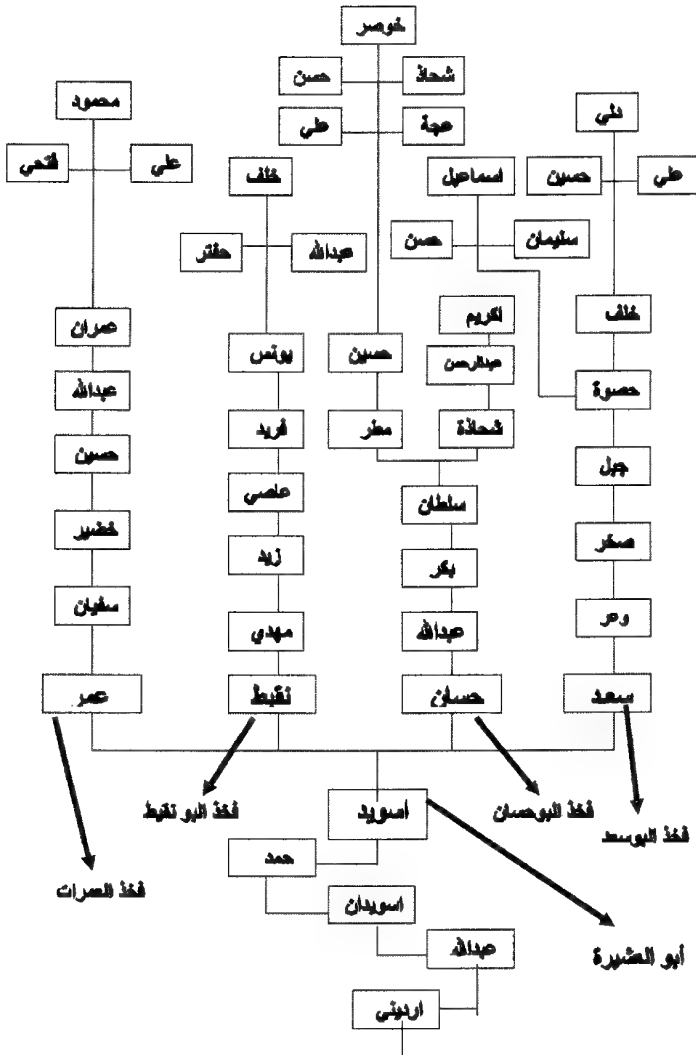 خوصر
شحاذ
حسن
محمود
عجة
علي
دلي
علي
فتحي
خلف
اسماعيل
علي
حسين
عبدالله
حفتر
سليمان
حسن
عمران
يونس
حسين
اكريم
خلف
عبدالرحمن
عبدالله
فريد
مطر
شحاذة
حصوة
حسين
عاصي
سلطان
جبل
خضير
زيد
بكر
صخر
سفيان
مهدي
عبدالله
وعر
عمر
نقيط
حسان
سعد
اسويد
فخذ البو نقيط
فخذ البوحسان
فخذ البوسعد
حمد
فخذ العمرات
اسويدان
عبدالله
أبو العشيرة
ارديني